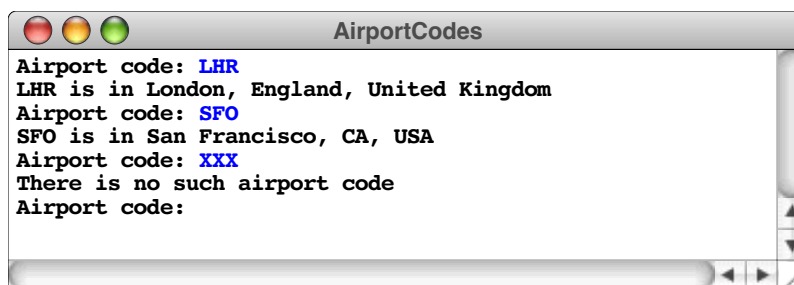 AirportCodes
Airport code: LHR
LHR is in London, England, United Kingdom
Airport code: SFO
SFO is in San Francisco, CA, USA
Airport code: XXX
There is no such airport code
Airport code: